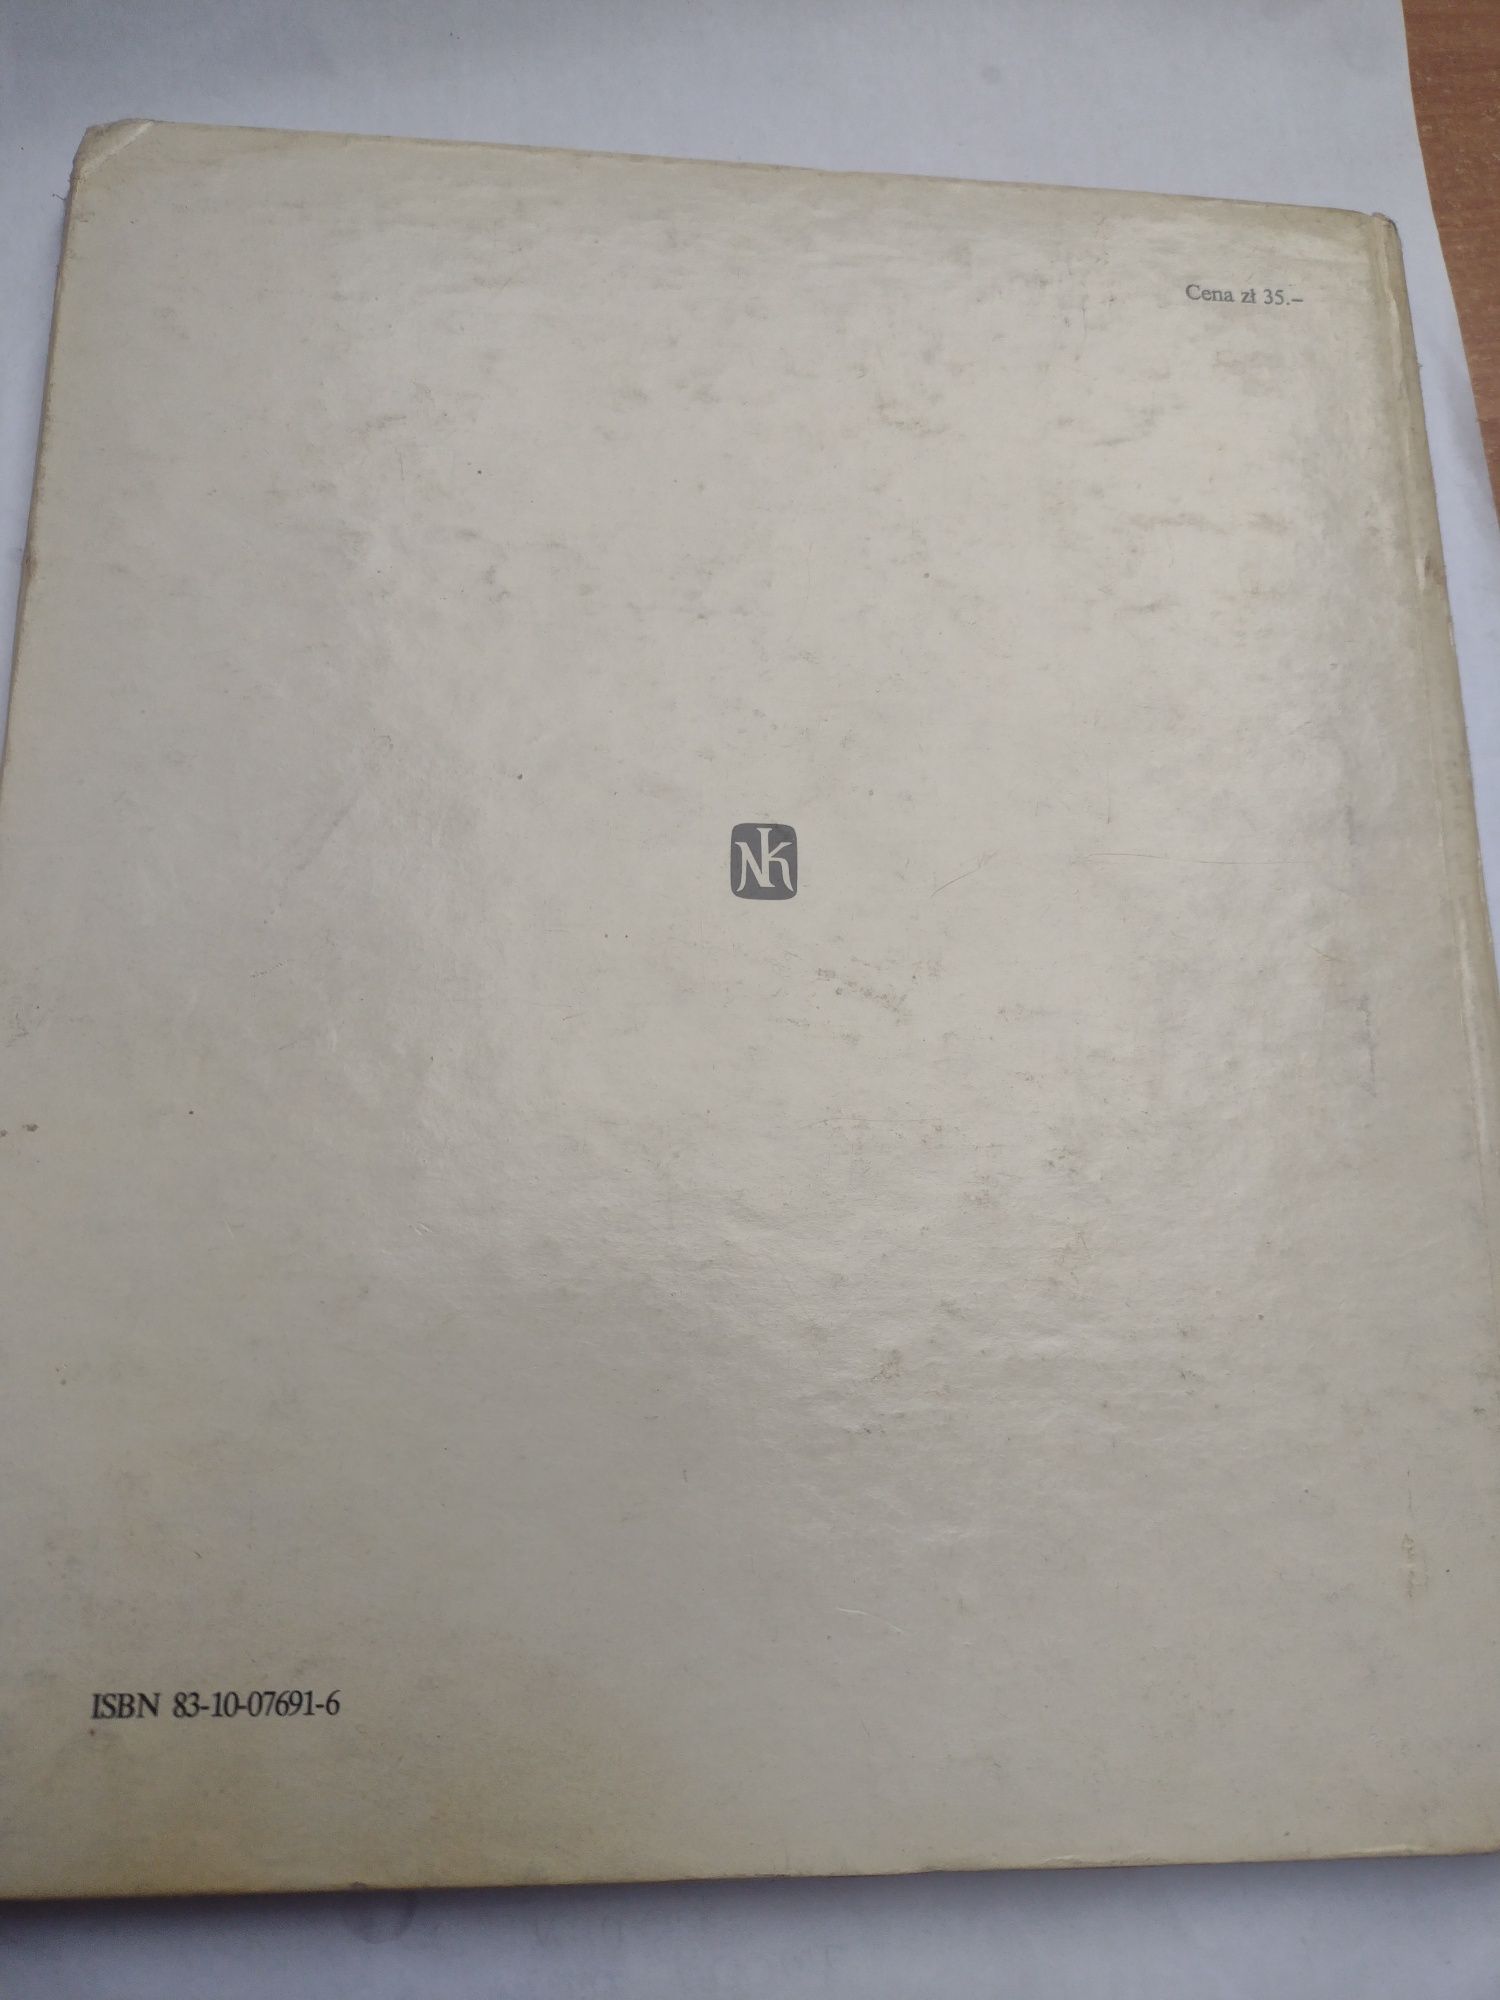 Cena zł 35.–
NK
ISBN 83-10-07691-6